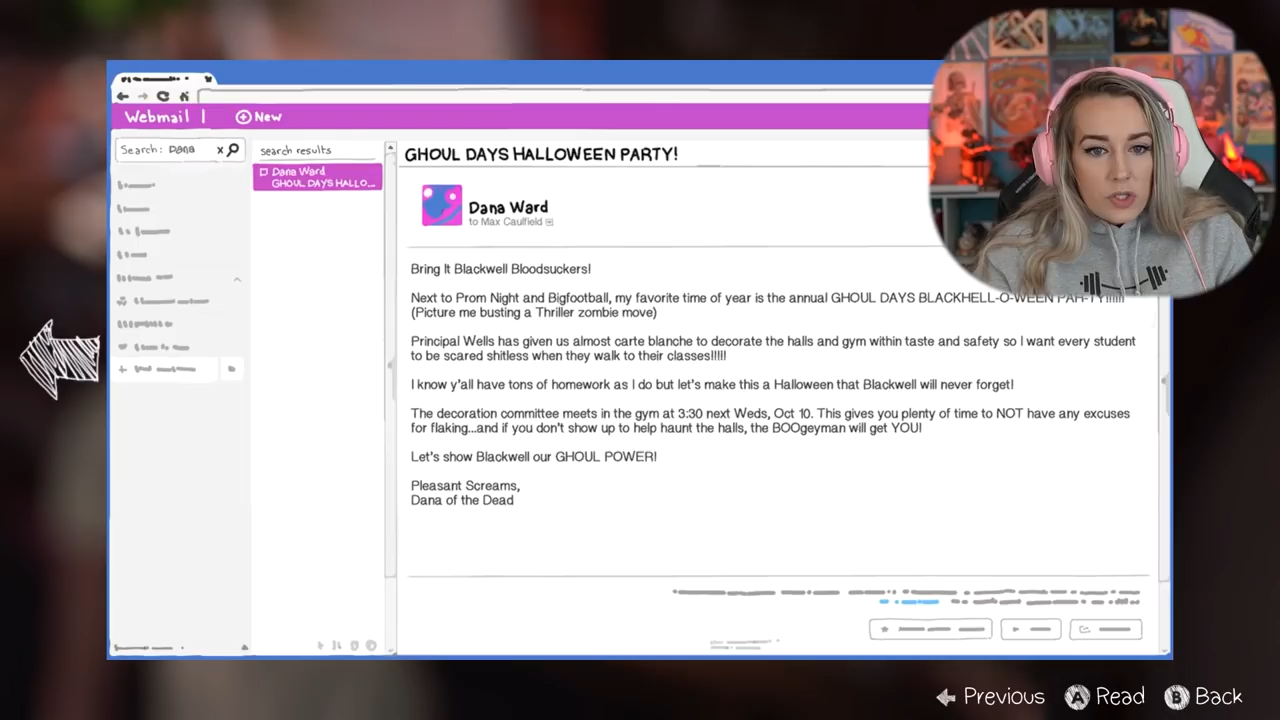 Webmail |
New
Search: Dana x
search results
Dana Ward
GHOUL DAYS HALLO...
GHOUL DAYS HALLOWEEN PARTY!
Dana Ward
to Max Caulfield
Bring It Blackwell Bloodsuckers!
Next to Prom Night and Bigfootball, my favorite time of year is the annual GHOUL DAYS BLACKHELL-O-WEEN PAR-TY!!!!!!
(Picture me busting a Thriller zombie move)
Principal Wells has given us almost carte blanche to decorate the halls and gym within taste and safety so I want every student
to be scared shitless when they walk to their classes!!!!!
I know y'all have tons of homework as I do but let's make this a Halloween that Blackwell will never forget!
The decoration committee meets in the gym at 3:30 next Weds, Oct 10. This gives you plenty of time to NOT have any excuses
for flaking...and if you don't show up to help haunt the halls, the BOOgeyman will get YOU!
Let's show Blackwell our GHOUL POWER!
Pleasant Screams,
Dana of the Dead
Previous
A Read
B Back